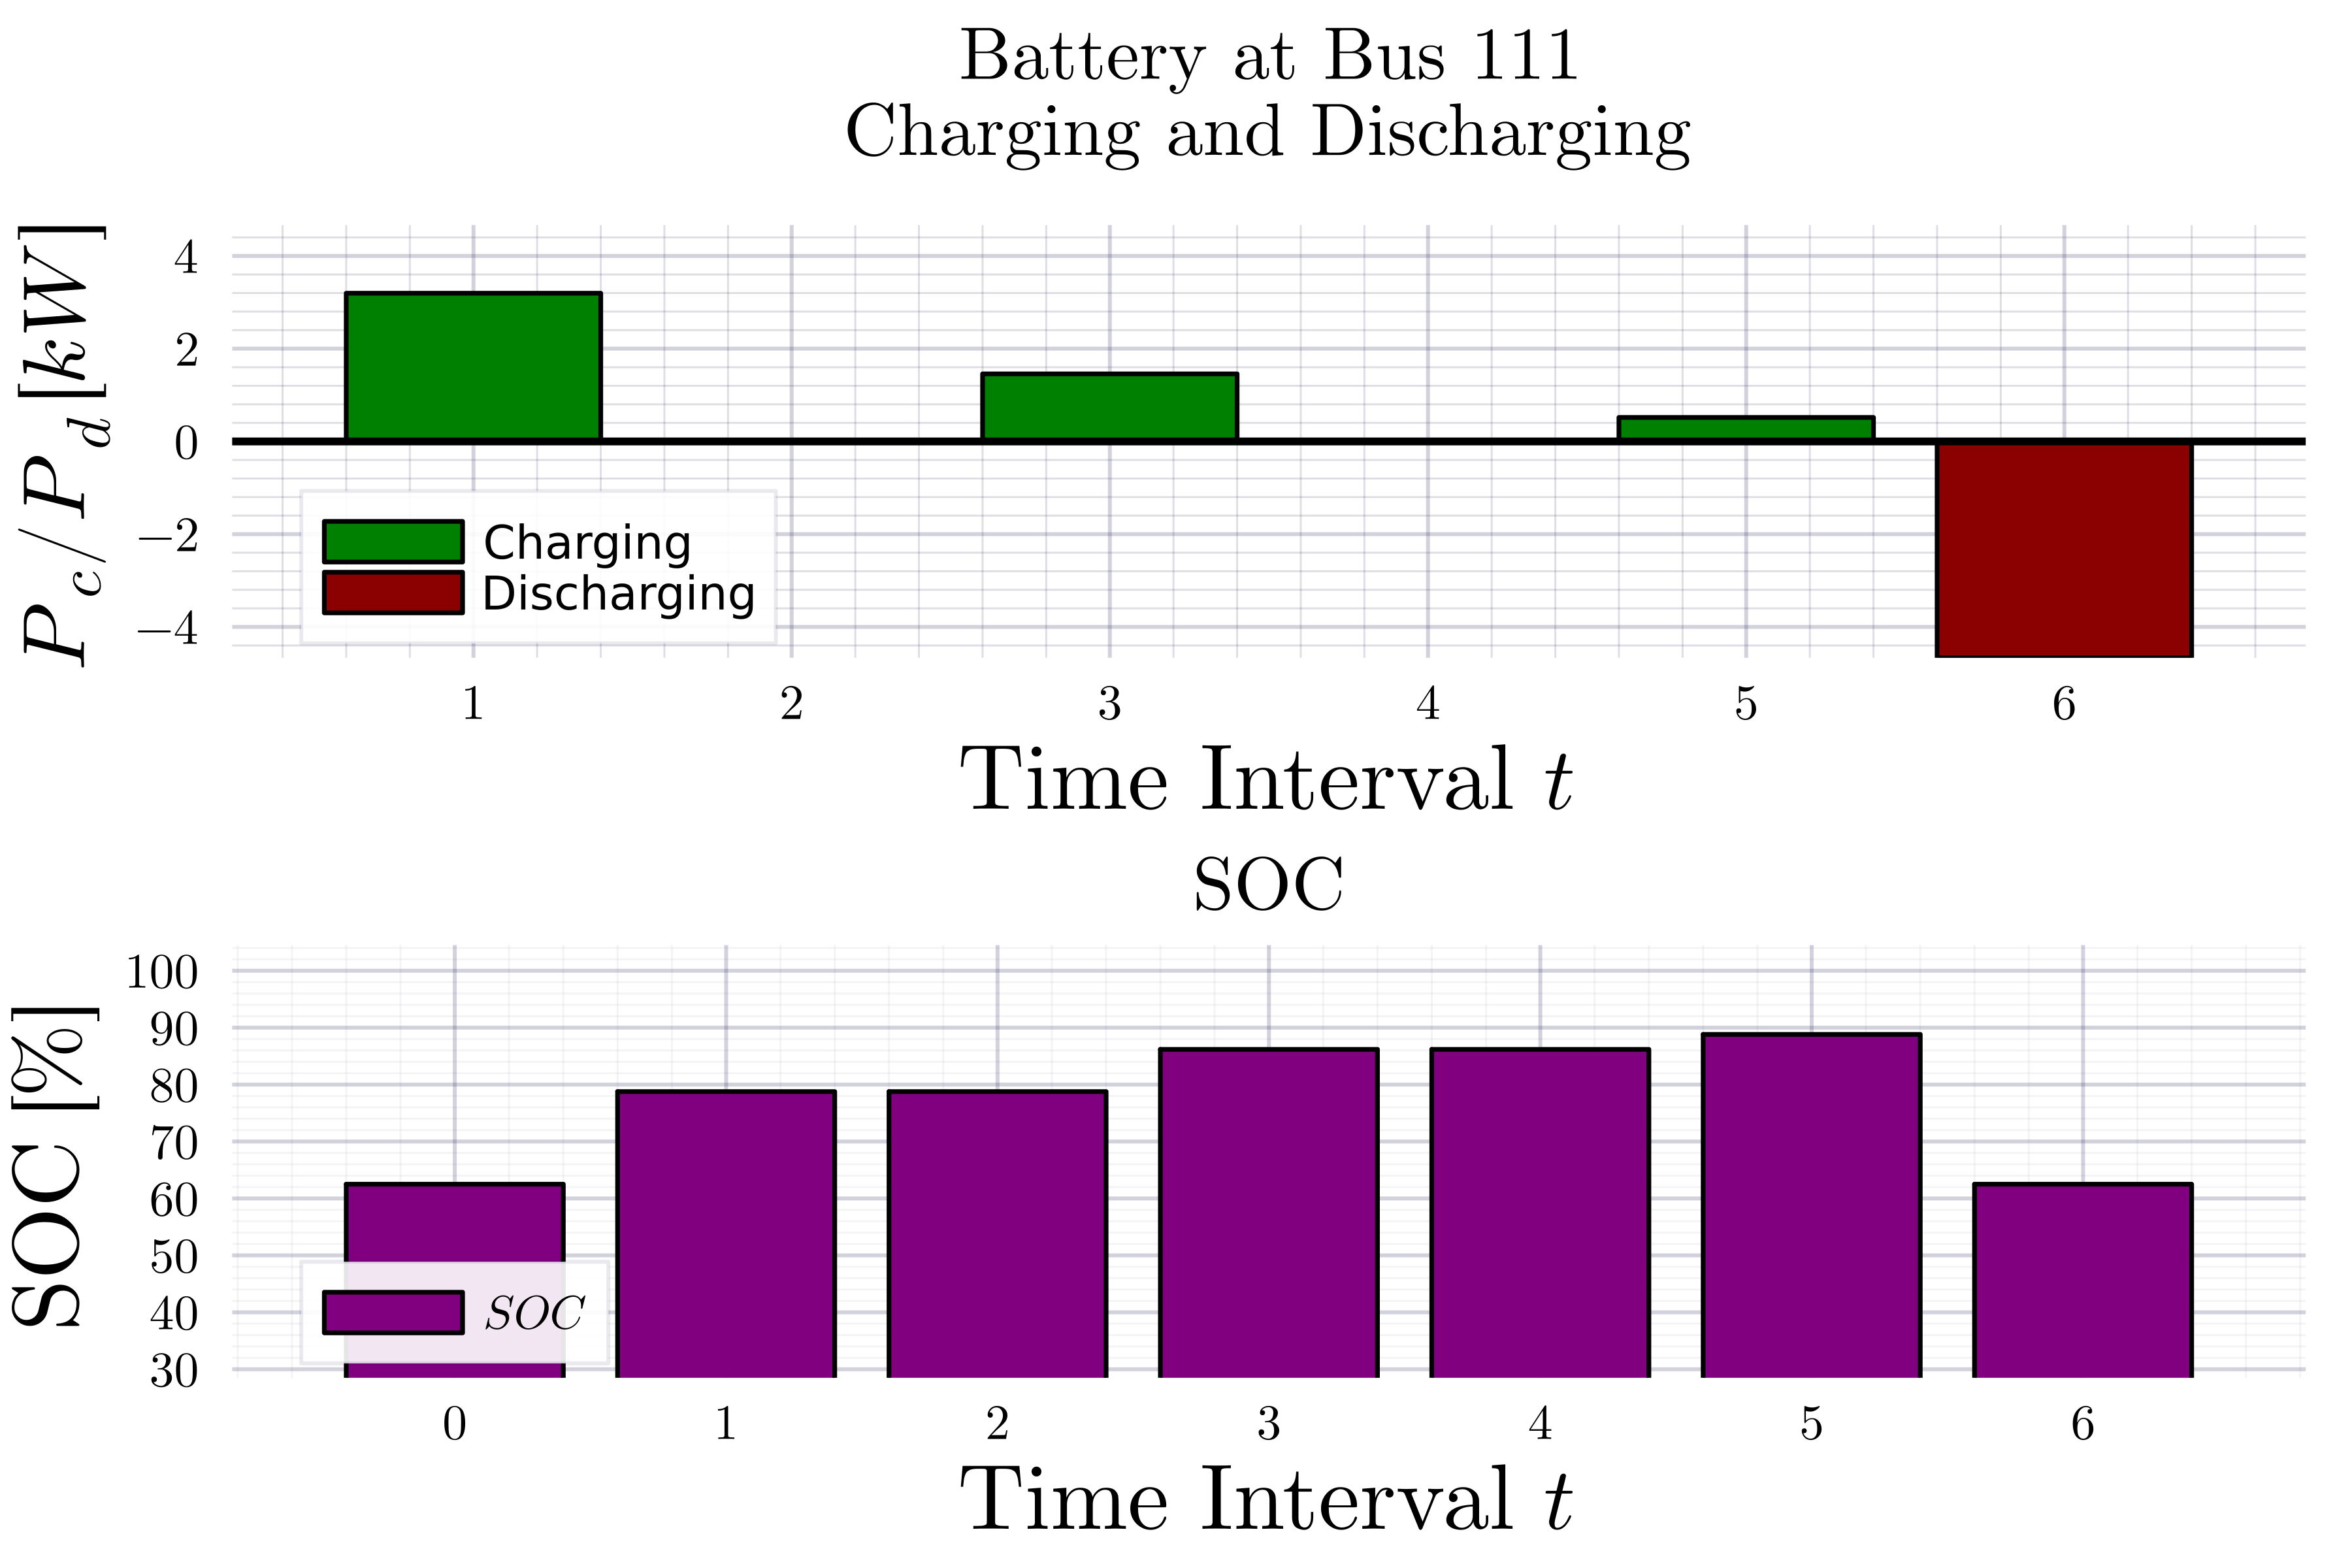 Battery at Bus 111
Charging and Discharging
P_c/P_d [kW]
4
2
0
−2
−4
Charging
Discharging
1 2 3 4 5 6
Time Interval t
SOC
SOC [%]
100
90
80
70
60
50
40
30
SOC
0 1 2 3 4 5 6
Time Interval t